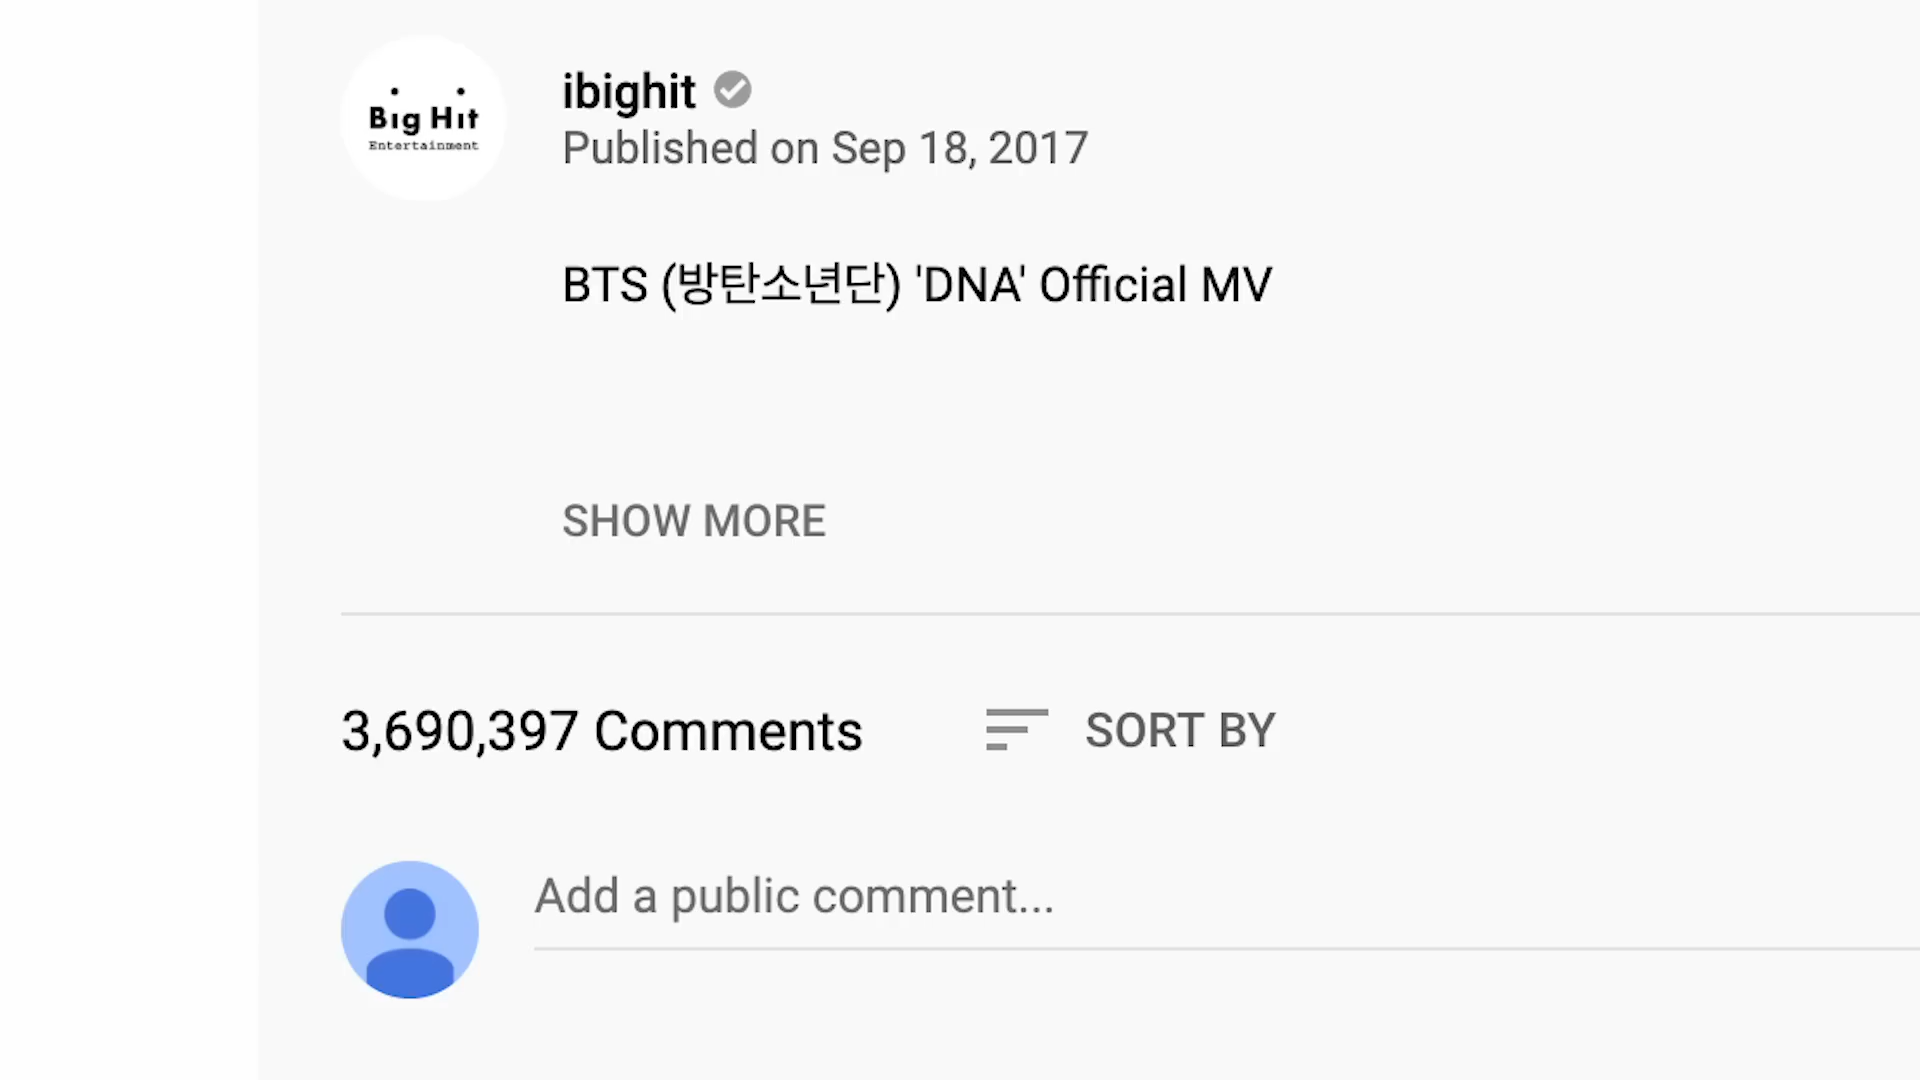 Big Hit
Entertainment
ibighit
Published on Sep 18, 2017
BTS (방탄소년단) 'DNA' Official MV
SHOW MORE
3,690,397 Comments
SORT BY
Add a public comment...